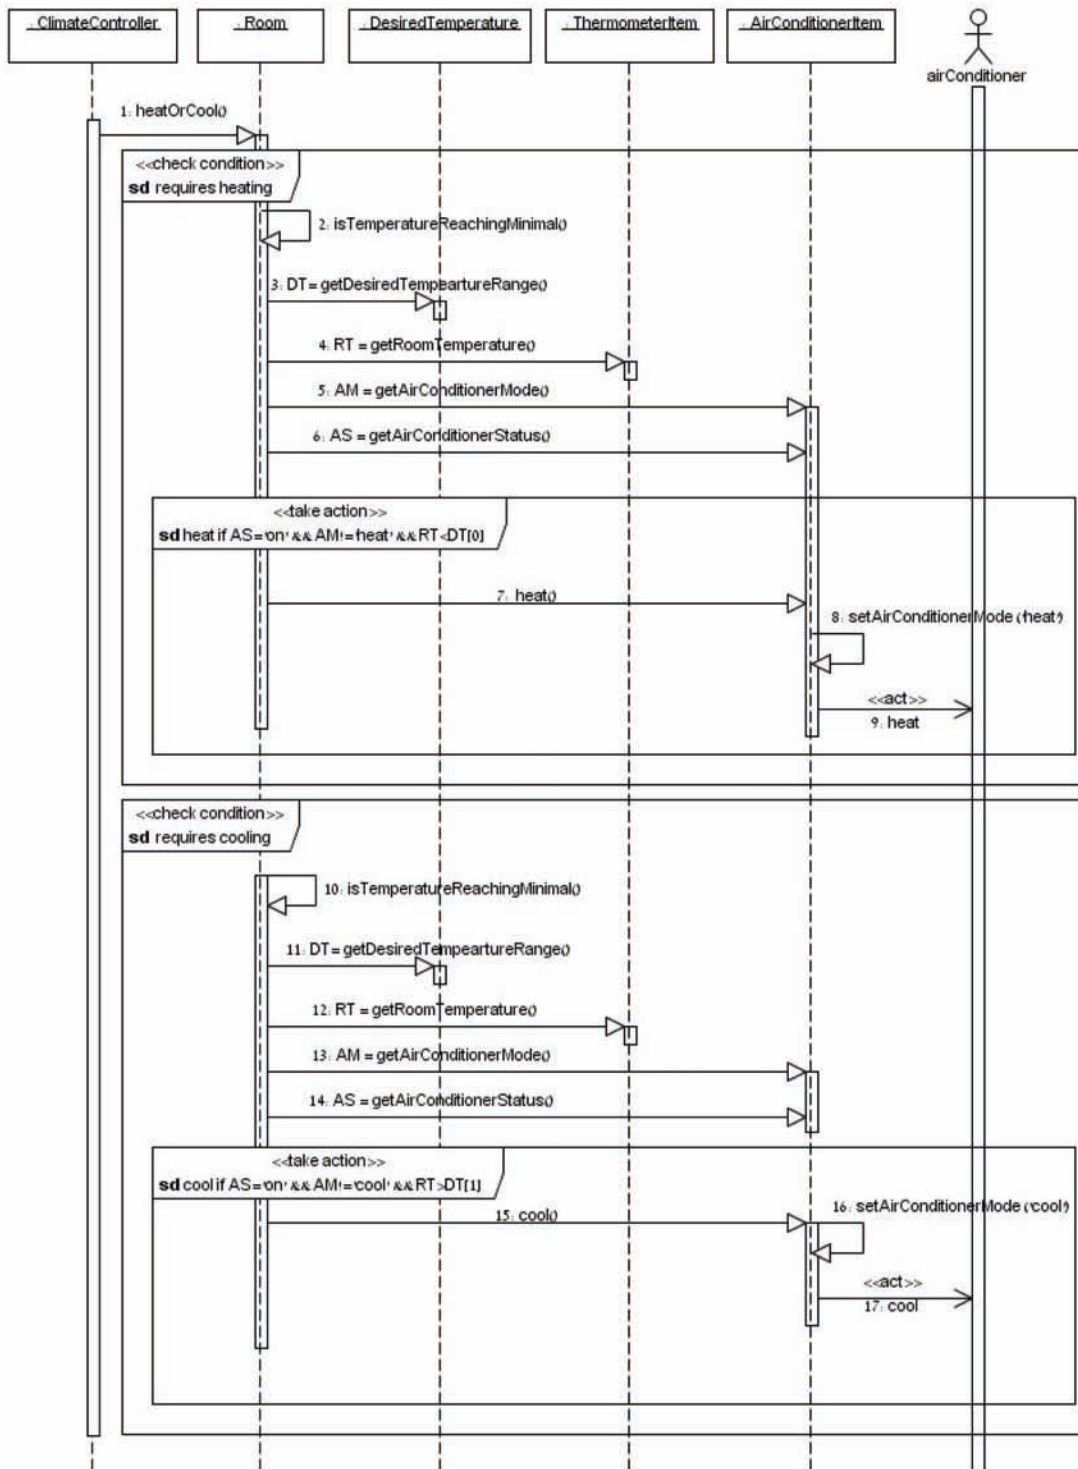 : ClimateController
: Room
: DesiredTemperature
: ThermometerItem
: AirConditionerItem
airConditioner
1: heatOrCool()
<<check condition>>
sd requires heating
2: isTemperatureReachingMinimal()
3: DT= getDesiredTempeartureRange()
4: RT = getRoomTemperature()
5: AM = getAirConditionerMode()
6: AS = getAirConditionerStatus()
<<take action>>
sd heat if AS='on' && AM!='heat' && RT<DT[0]
7: heat()
8: setAirConditionerMode ('heat')
<<act>>
9: heat
<<check condition>>
sd requires cooling
10: isTemperatureReachingMinimal()
11: DT= getDesiredTempeartureRange()
12: RT = getRoomTemperature()
13: AM = getAirConditionerMode()
14: AS = getAirConditionerStatus()
<<take action>>
sd cool if AS='on' && AM!='cool' && RT>DT[1]
15: cool()
16: setAirConditionerMode ('cool')
<<act>>
17: cool